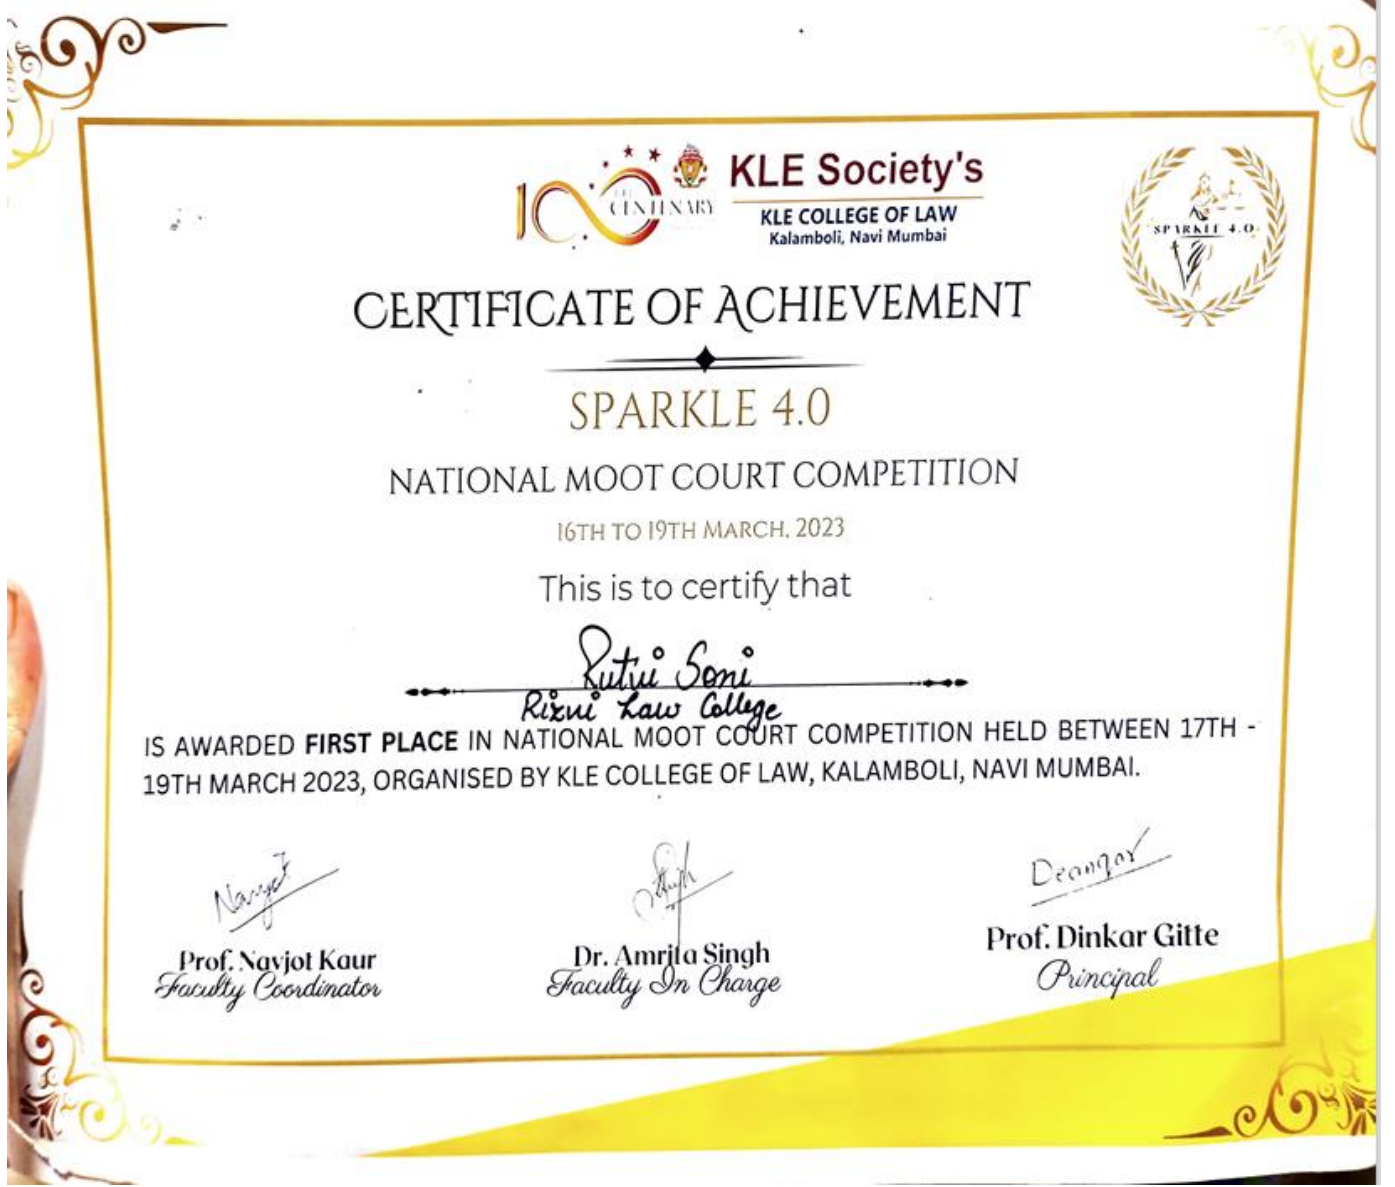 100
THE
CENTENARY
KLE Society's
KLE COLLEGE OF LAW
Kalamboli, Navi Mumbai
SPARKLE 4.0
CERTIFICATE OF ACHIEVEMENT
SPARKLE 4.0
NATIONAL MOOT COURT COMPETITION
16TH TO 19TH MARCH, 2023
This is to certify that
Rutvi Soni
Rizvi Law College
IS AWARDED FIRST PLACE IN NATIONAL MOOT COURT COMPETITION HELD BETWEEN 17TH -
19TH MARCH 2023, ORGANISED BY KLE COLLEGE OF LAW, KALAMBOLI, NAVI MUMBAI.
Navjot
Prof. Navjot Kaur
Faculty Coordinator
Dr. Amrita Singh
Faculty In Charge
Prof. Dinkar Gitte
Principal